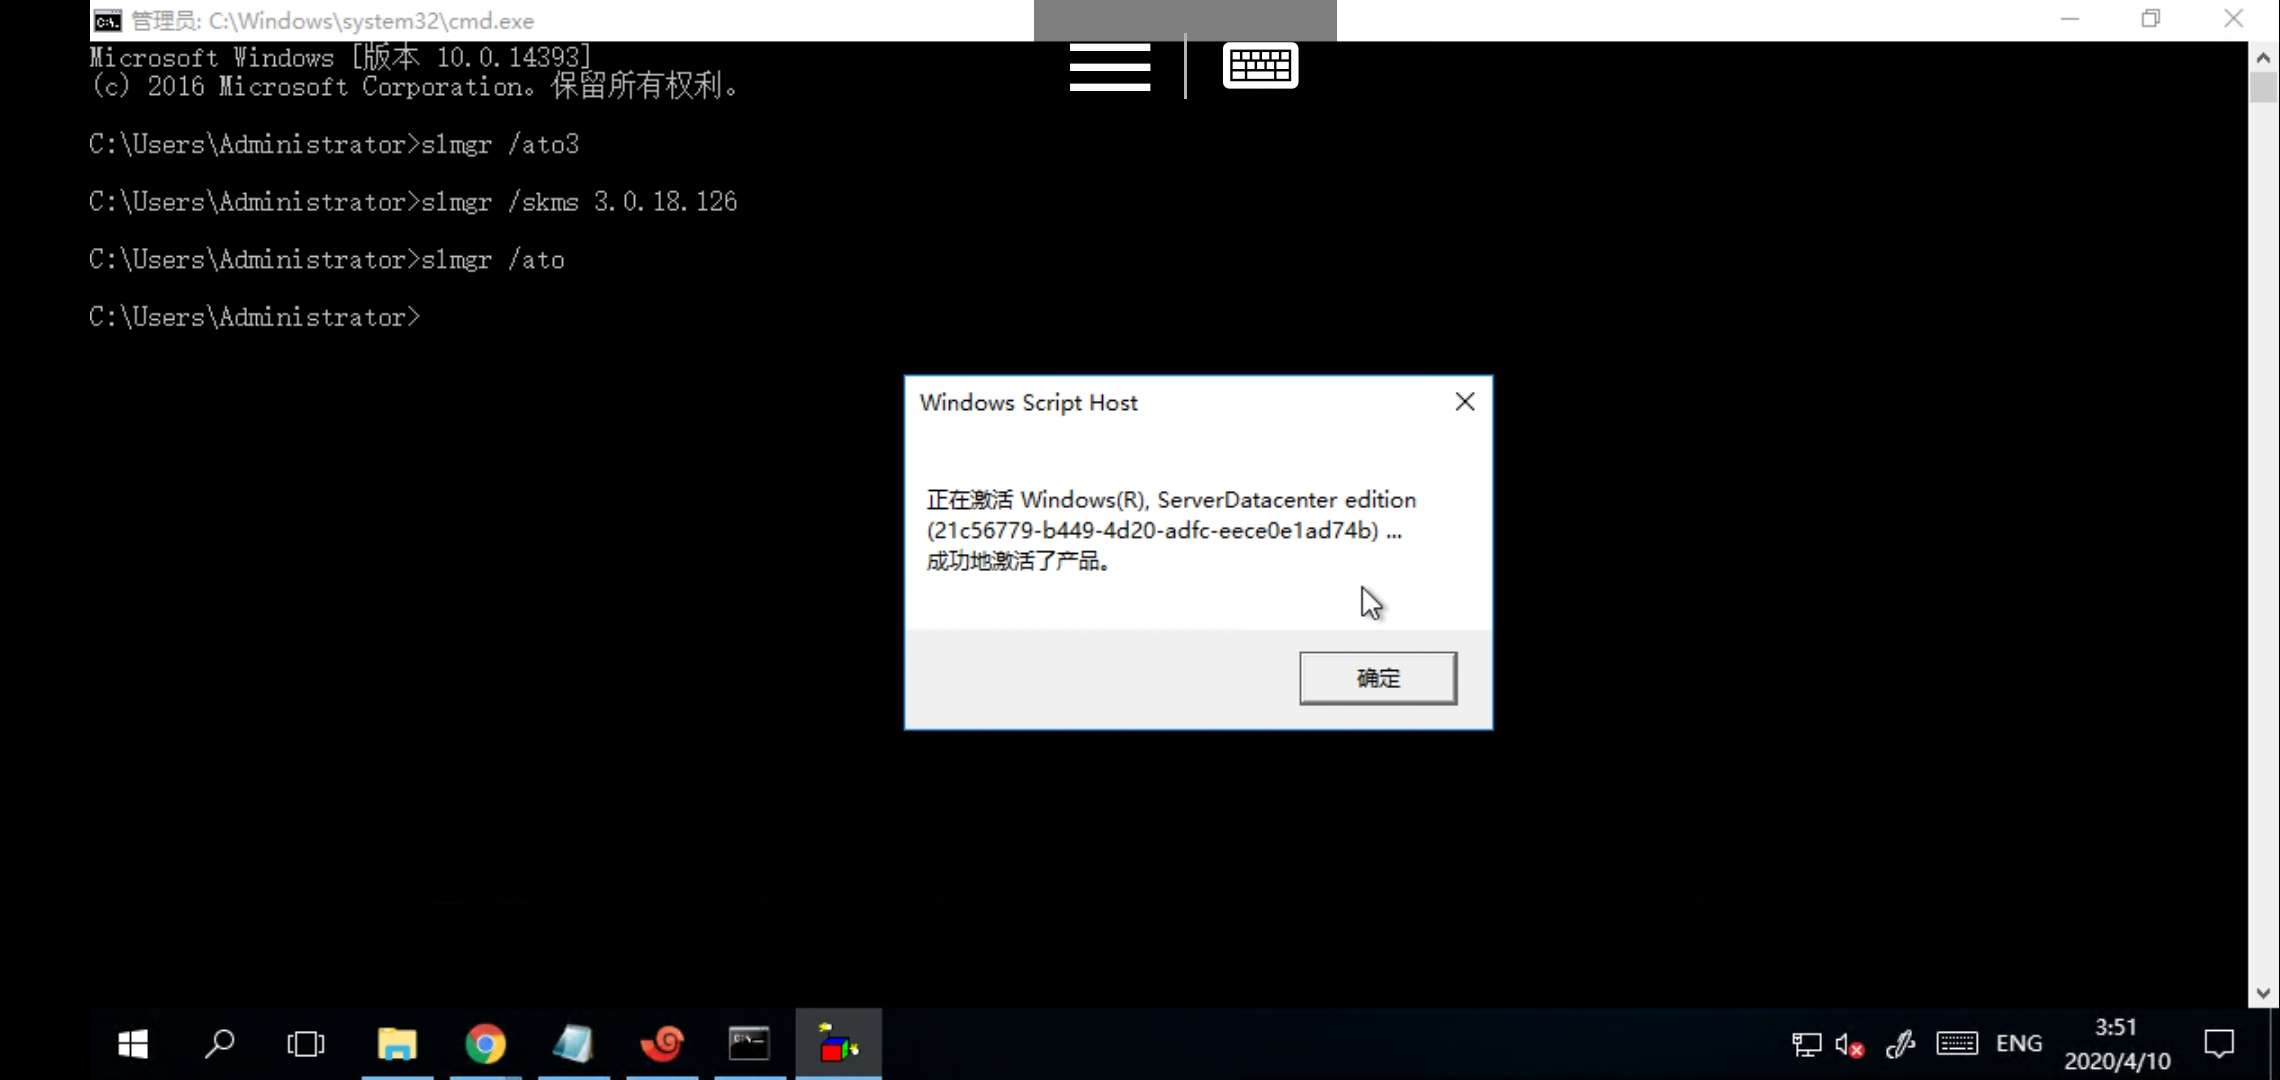 管理员: C:\Windows\system32\cmd.exe
Microsoft Windows [版本 10.0.14393]
(c) 2016 Microsoft Corporation。保留所有权利。
C:\Users\Administrator>slmgr /ato3
C:\Users\Administrator>slmgr /skms 3.0.18.126
C:\Users\Administrator>slmgr /ato
C:\Users\Administrator>
Windows Script Host
正在激活 Windows(R), ServerDatacenter edition
(21c56779-b449-4d20-adfc-eece0e1ad74b) ...
成功地激活了产品。
确定
ENG
3:51
2020/4/10